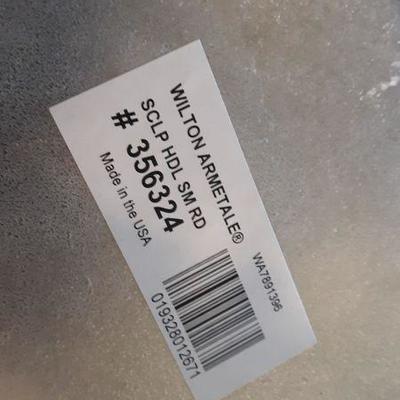 WILTON ARMETALE®
SCLP HDL SM RD
# 356324
Made in the USA
WA7891396
019328012671